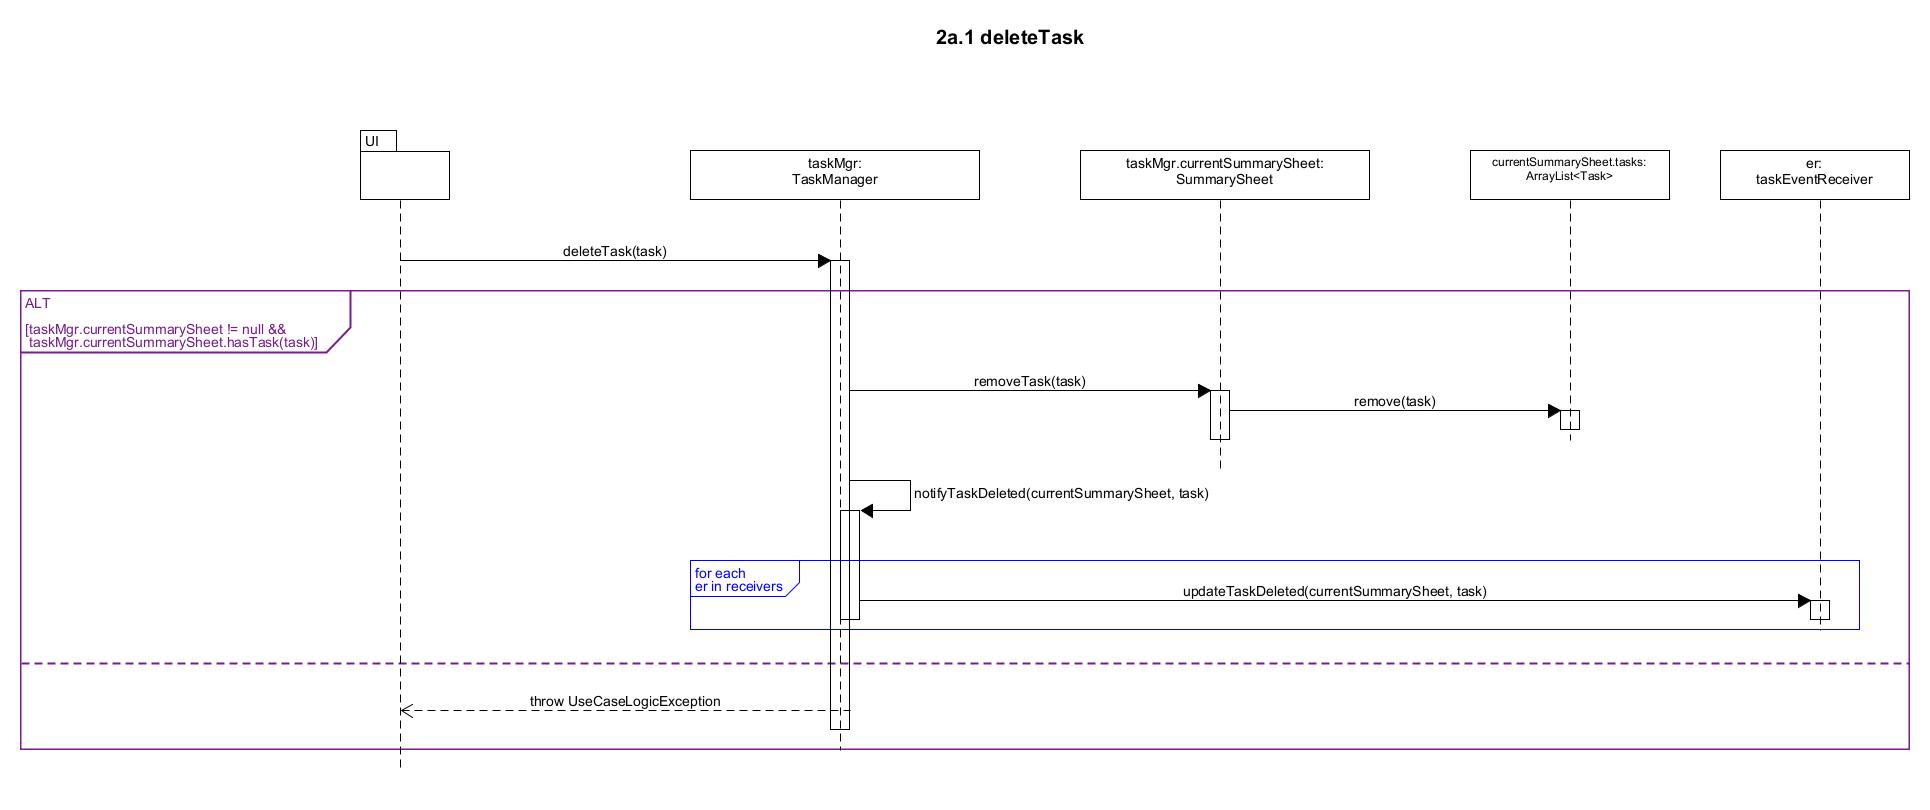 2a.1 deleteTask
UI
taskMgr:
TaskManager
taskMgr.currentSummarySheet:
SummarySheet
currentSummarySheet.tasks:
ArrayList<Task>
er:
taskEventReceiver
deleteTask(task)
ALT
[taskMgr.currentSummarySheet != null &&
taskMgr.currentSummarySheet.hasTask(task)]
removeTask(task)
remove(task)
notifyTaskDeleted(currentSummarySheet, task)
for each
er in receivers
updateTaskDeleted(currentSummarySheet, task)
throw UseCaseLogicException